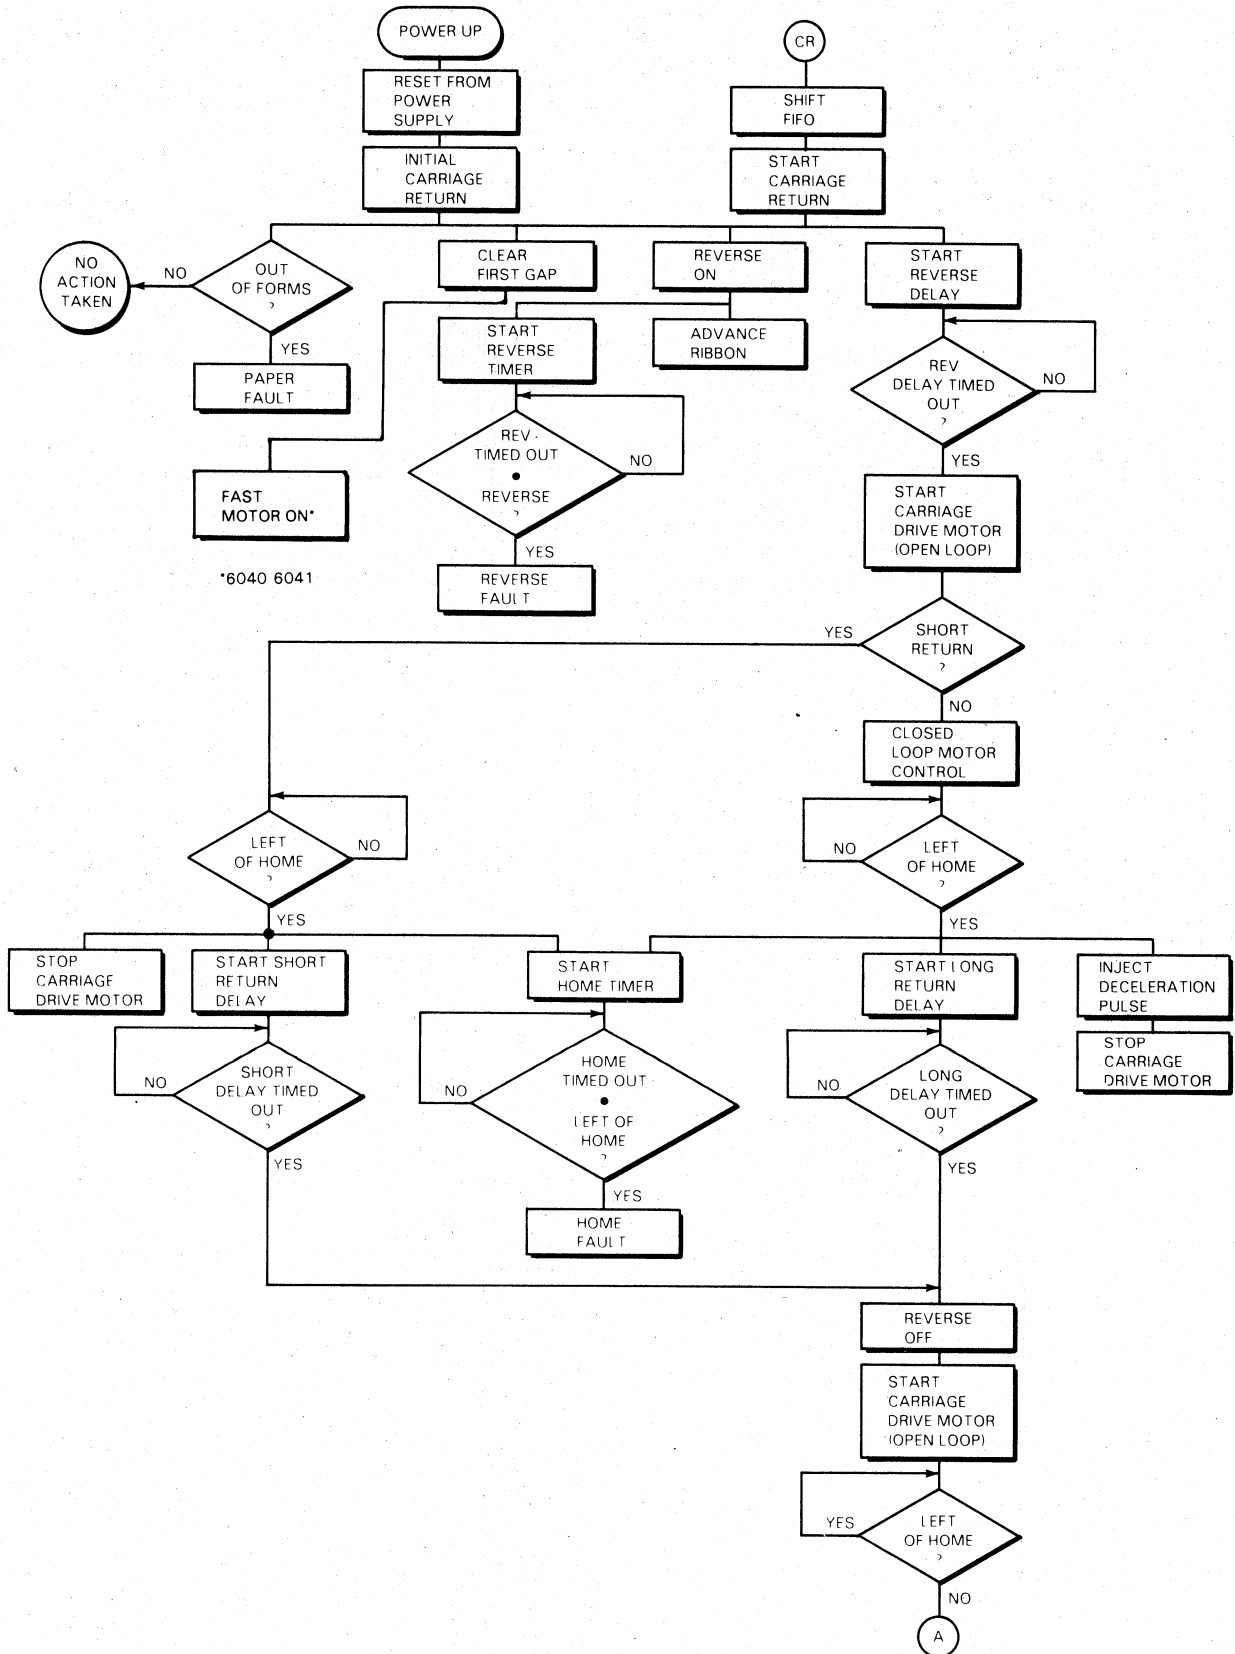 POWER UP
CR
RESET FROM
POWER
SUPPLY
SHIFT
FIFO
INITIAL
CARRIAGE
RETURN
START
CARRIAGE
RETURN
NO
ACTION
TAKEN
NO
OUT
OF FORMS
?
YES
PAPER
FAULT
CLEAR
FIRST GAP
REVERSE
ON
START
REVERSE
DELAY
START
REVERSE
TIMER
ADVANCE
RIBBON
REV
DELAY TIMED
OUT
?
NO
YES
FAST
MOTOR ON*
*6040 6041
REV
TIMED OUT
•
REVERSE
?
NO
YES
REVERSE
FAULT
START
CARRIAGE
DRIVE MOTOR
(OPEN LOOP)
YES
SHORT
RETURN
?
NO
CLOSED
LOOP MOTOR
CONTROL
LEFT
OF HOME
?
NO
YES
NO
LEFT
OF HOME
?
YES
STOP
CARRIAGE
DRIVE MOTOR
START SHORT
RETURN
DELAY
START
HOME TIMER
START LONG
RETURN
DELAY
INJECT
DECELERATION
PULSE
STOP
CARRIAGE
DRIVE MOTOR
NO
SHORT
DELAY TIMED
OUT
?
YES
NO
HOME
TIMED OUT
•
LEFT OF
HOME
?
YES
HOME
FAULT
NO
LONG
DELAY TIMED
OUT
?
YES
REVERSE
OFF
START
CARRIAGE
DRIVE MOTOR
(OPEN LOOP)
YES
LEFT
OF HOME
?
NO
A